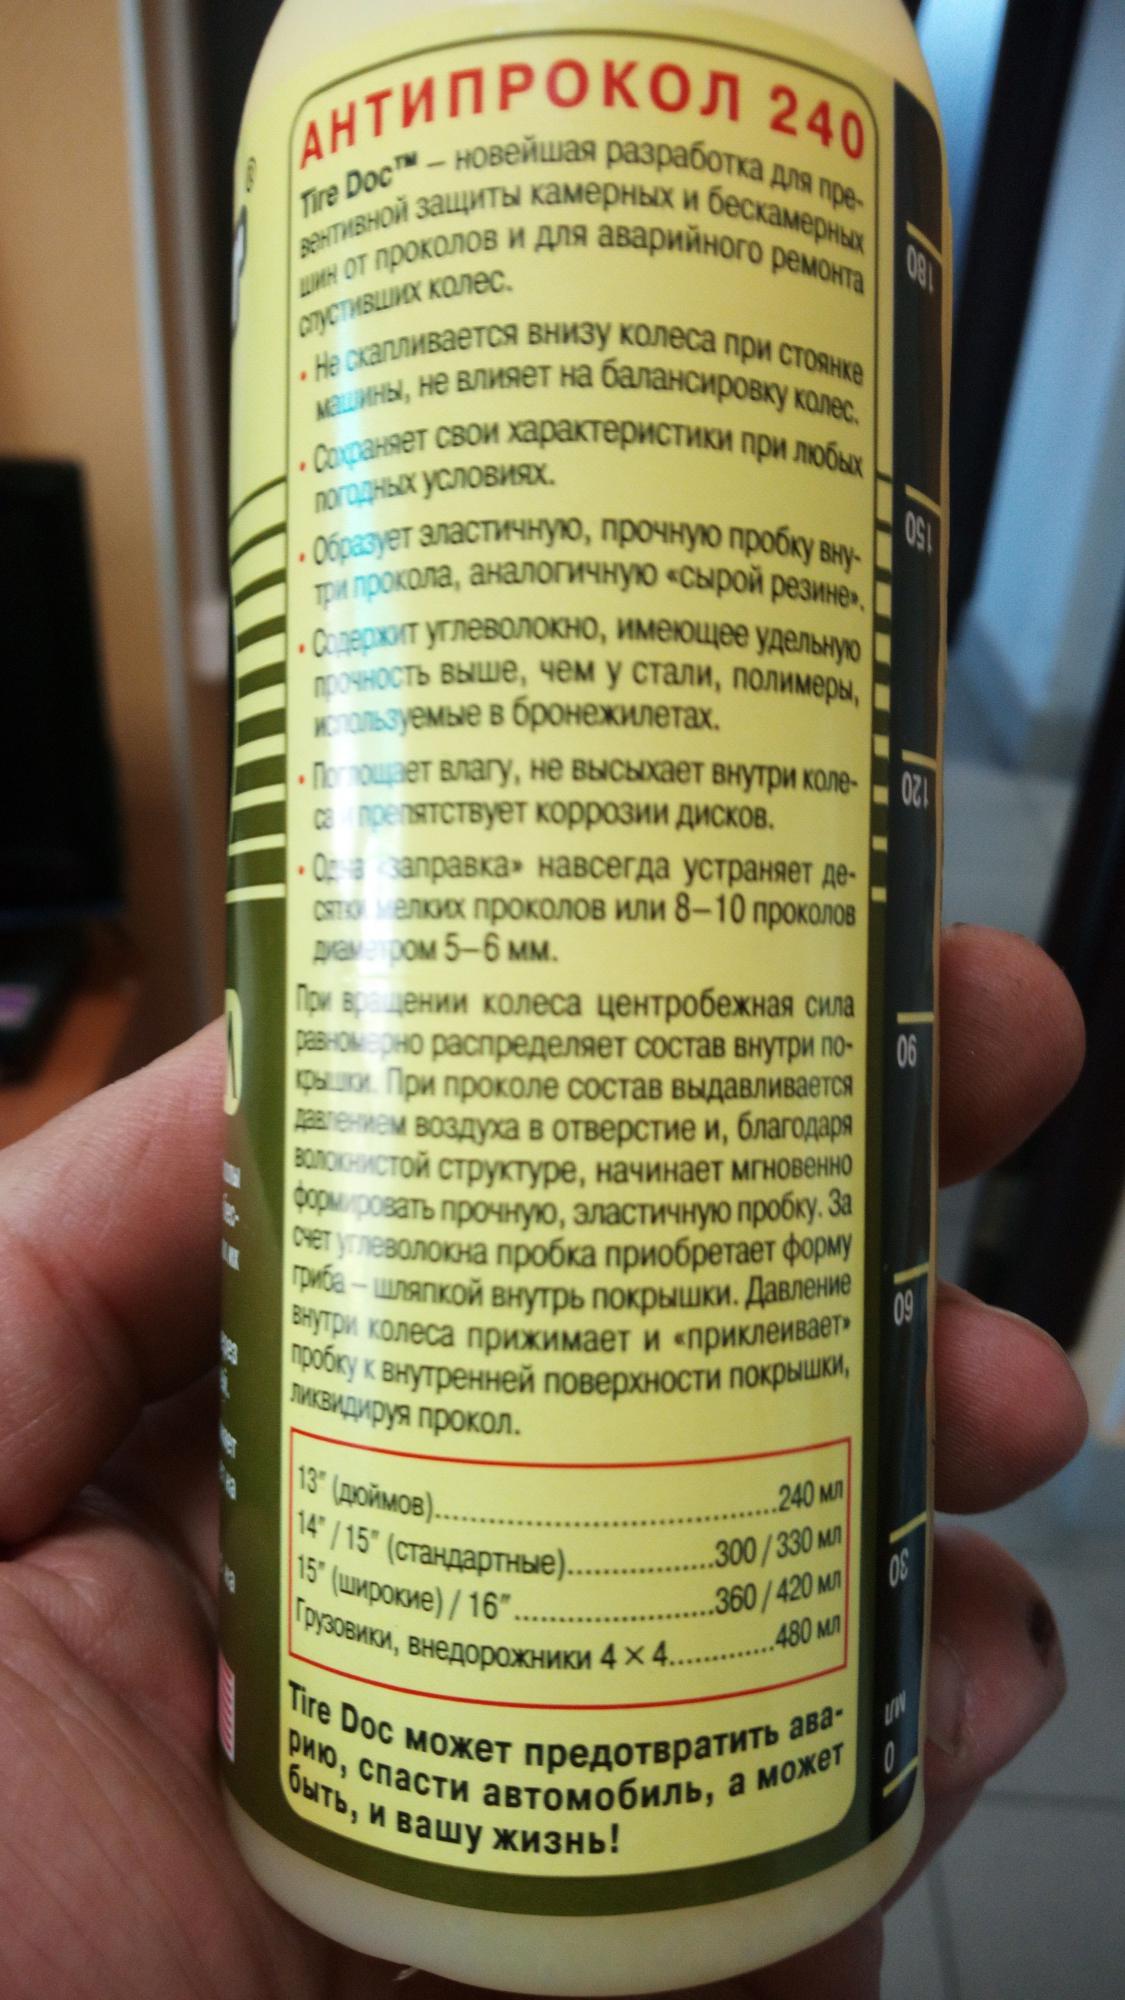 АНТИПРОКОЛ 240
Tire Doc™ – новейшая разработка для пре-
вентивной защиты камерных и бескамерных
шин от проколов и для аварийного ремонта
спустивших колес.
• Не скапливается внизу колеса при стоянке
машины, не влияет на балансировку колес.
• Сохраняет свои характеристики при любых
погодных условиях.
• Образует эластичную, прочную пробку вну-
три прокола, аналогичную «сырой резине».
• Содержит углеволокно, имеющее удельную
прочность выше, чем у стали, полимеры,
используемые в бронежилетах.
• Поглощает влагу, не высыхает внутри коле-
са и препятствует коррозии дисков.
• Одна «заправка» навсегда устраняет де-
сятки мелких проколов или 8–10 проколов
диаметром 5–6 мм.
При вращении колеса центробежная сила
равномерно распределяет состав внутри по-
крышки. При проколе состав выдавливается
давлением воздуха в отверстие и, благодаря
волокнистой структуре, начинает мгновенно
формировать прочную, эластичную пробку. За
счет углеволокна пробка приобретает форму
гриба – шляпкой внутрь покрышки. Давление
внутри колеса прижимает и «приклеивает»
пробку к внутренней поверхности покрышки,
ликвидируя прокол.
13″ (дюймов)...............................240 мл
14″ / 15″ (стандартные)..............300 / 330 мл
15″ (широкие) / 16″....................360 / 420 мл
Грузовики, внедорожники 4 × 4...........480 мл
Tire Doc может предотвратить ава-
рию, спасти автомобиль, а может
быть, и вашу жизнь!
180
150
120
90
60
30
мл
0